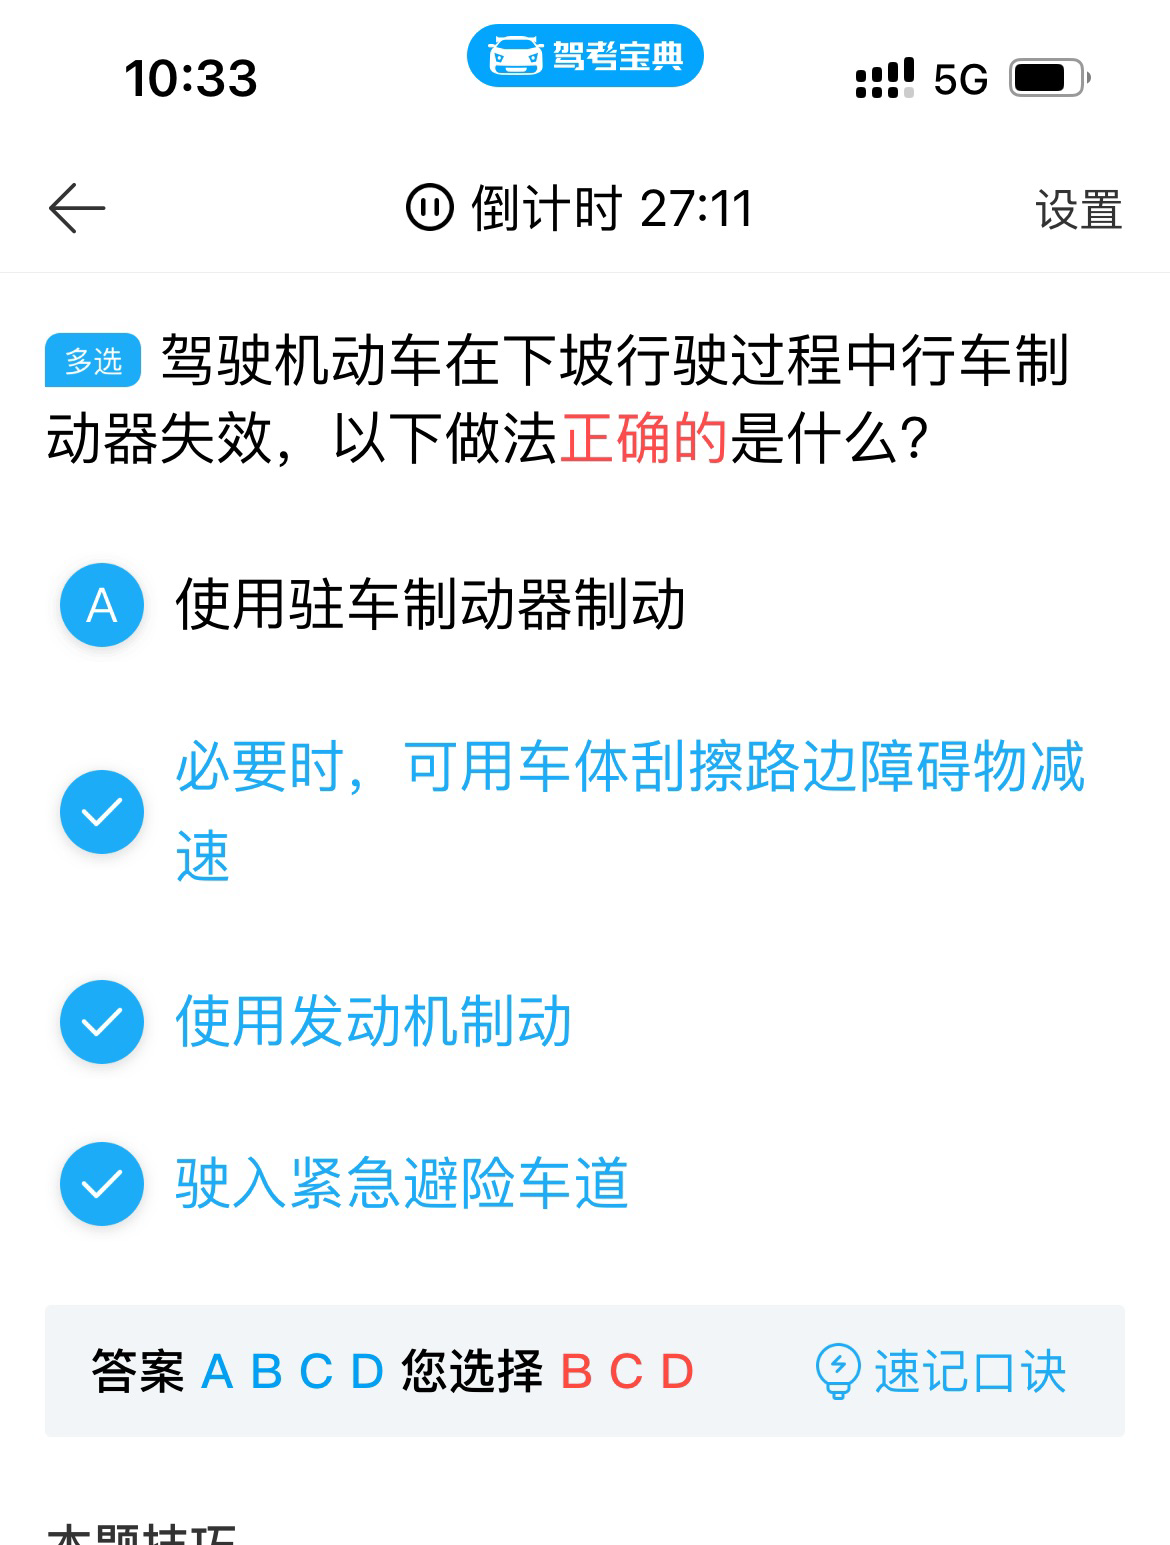 10:33
驾考宝典
5G
倒计时 27:11
设置
多选 驾驶机动车在下坡行驶过程中行车制
动器失效，以下做法正确的是什么?
A 使用驻车制动器制动
必要时，可用车体刮擦路边障碍物减
速
使用发动机制动
驶入紧急避险车道
答案 A B C D 您选择 B C D
速记口诀
本题技巧